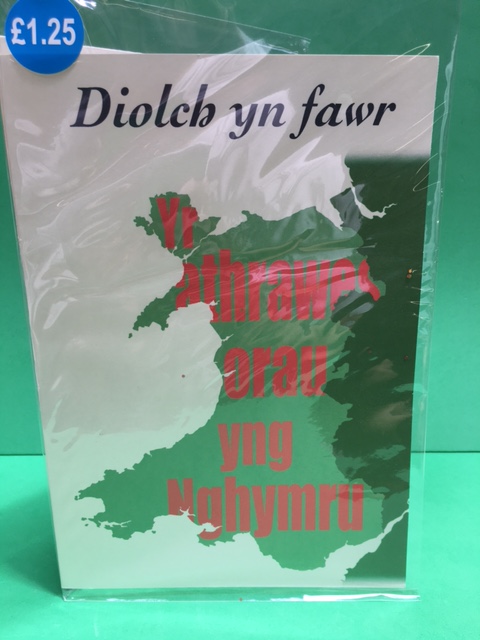 £1.25
Diolch yn fawr
Yr
athrawes
orau
yng
Nghymru